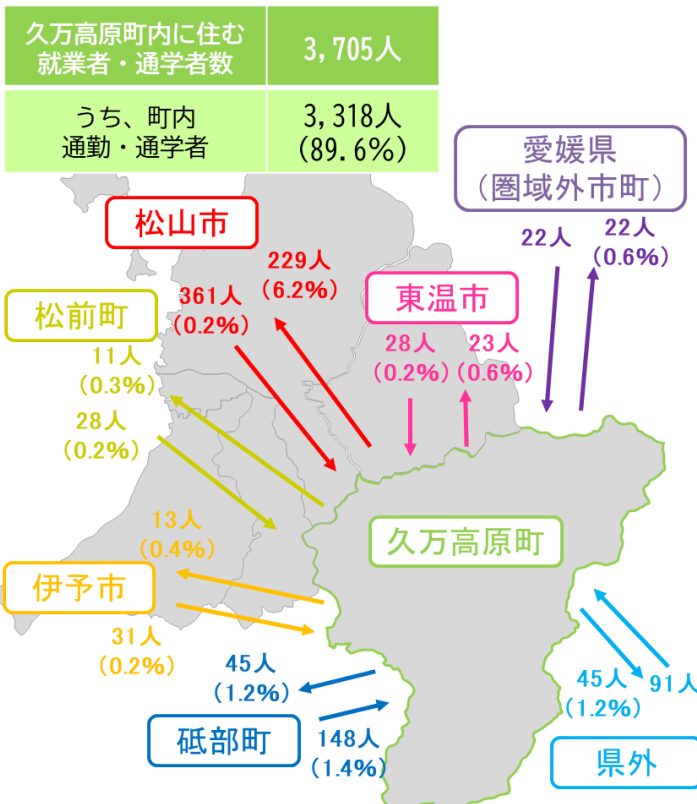 久万高原町内に住む
就業者・通学者数
3,705人
うち、町内
通勤・通学者
3,318人
(89.6%)
愛媛県
(圏域外市町)
22人
22人
(0.6%)
松山市
229人
(6.2%)
361人
(0.2%)
東温市
28人
(0.2%)
23人
(0.6%)
松前町
11人
(0.3%)
28人
(0.2%)
久万高原町
13人
(0.4%)
伊予市
31人
(0.2%)
45人
(1.2%)
砥部町
148人
(1.4%)
45人
(1.2%)
91人
県外